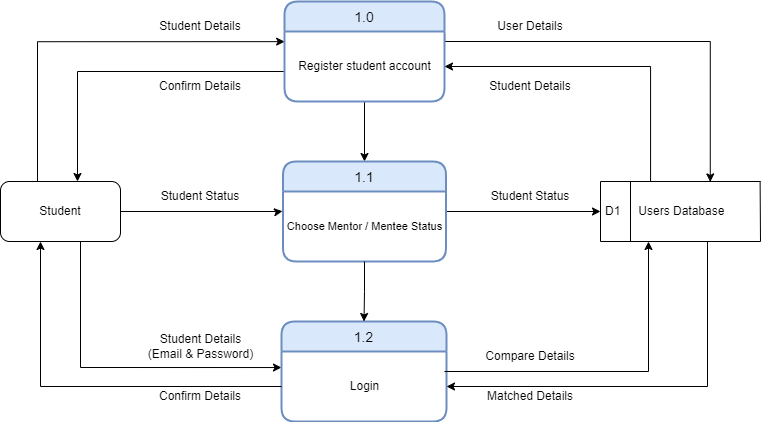 1.0
Student Details
User Details
Register student account
Confirm Details
Student Details
1.1
Student Status
Student Status
Student
Choose Mentor / Mentee Status
D1
Users Database
1.2
Student Details
(Email & Password)
Compare Details
Login
Confirm Details
Matched Details